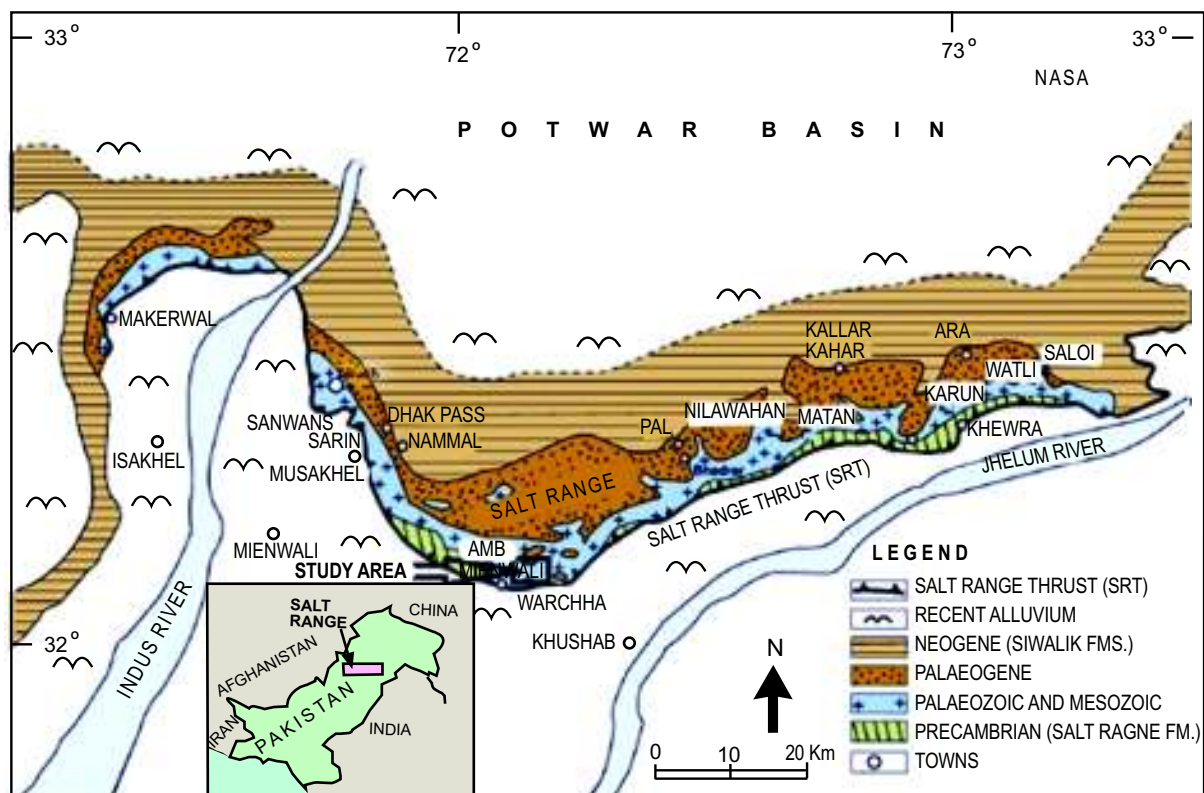 33°
72°
73°
33°
NASA
POTWAR BASIN
MAKERWAL
KALLAR
KAHAR
ARA
SALOI
WATLI
KARUN
DHAK PASS
SANWANS
SARIN
NAMMAL
PAL
NILAWAHAN
MATAN
KHEWRA
ISAKHEL
MUSAKHEL
SALT RANGE
SALT RANGE THRUST (SRT)
JHELUM RIVER
MIENWALI
AMB
STUDY AREA
MIENWALI
WARCHHA
KHUSHAB
INDUS RIVER
32°
SALT
RANGE
CHINA
AFGHANISTAN
IRAN
PAKISTAN
INDIA
N
0 10 20 Km
LEGEND
SALT RANGE THRUST (SRT)
RECENT ALLUVIUM
NEOGENE (SIWALIK FMS.)
PALAEOGENE
PALAEOZOIC AND MESOZOIC
PRECAMBRIAN (SALT RAGNE FM.)
TOWNS